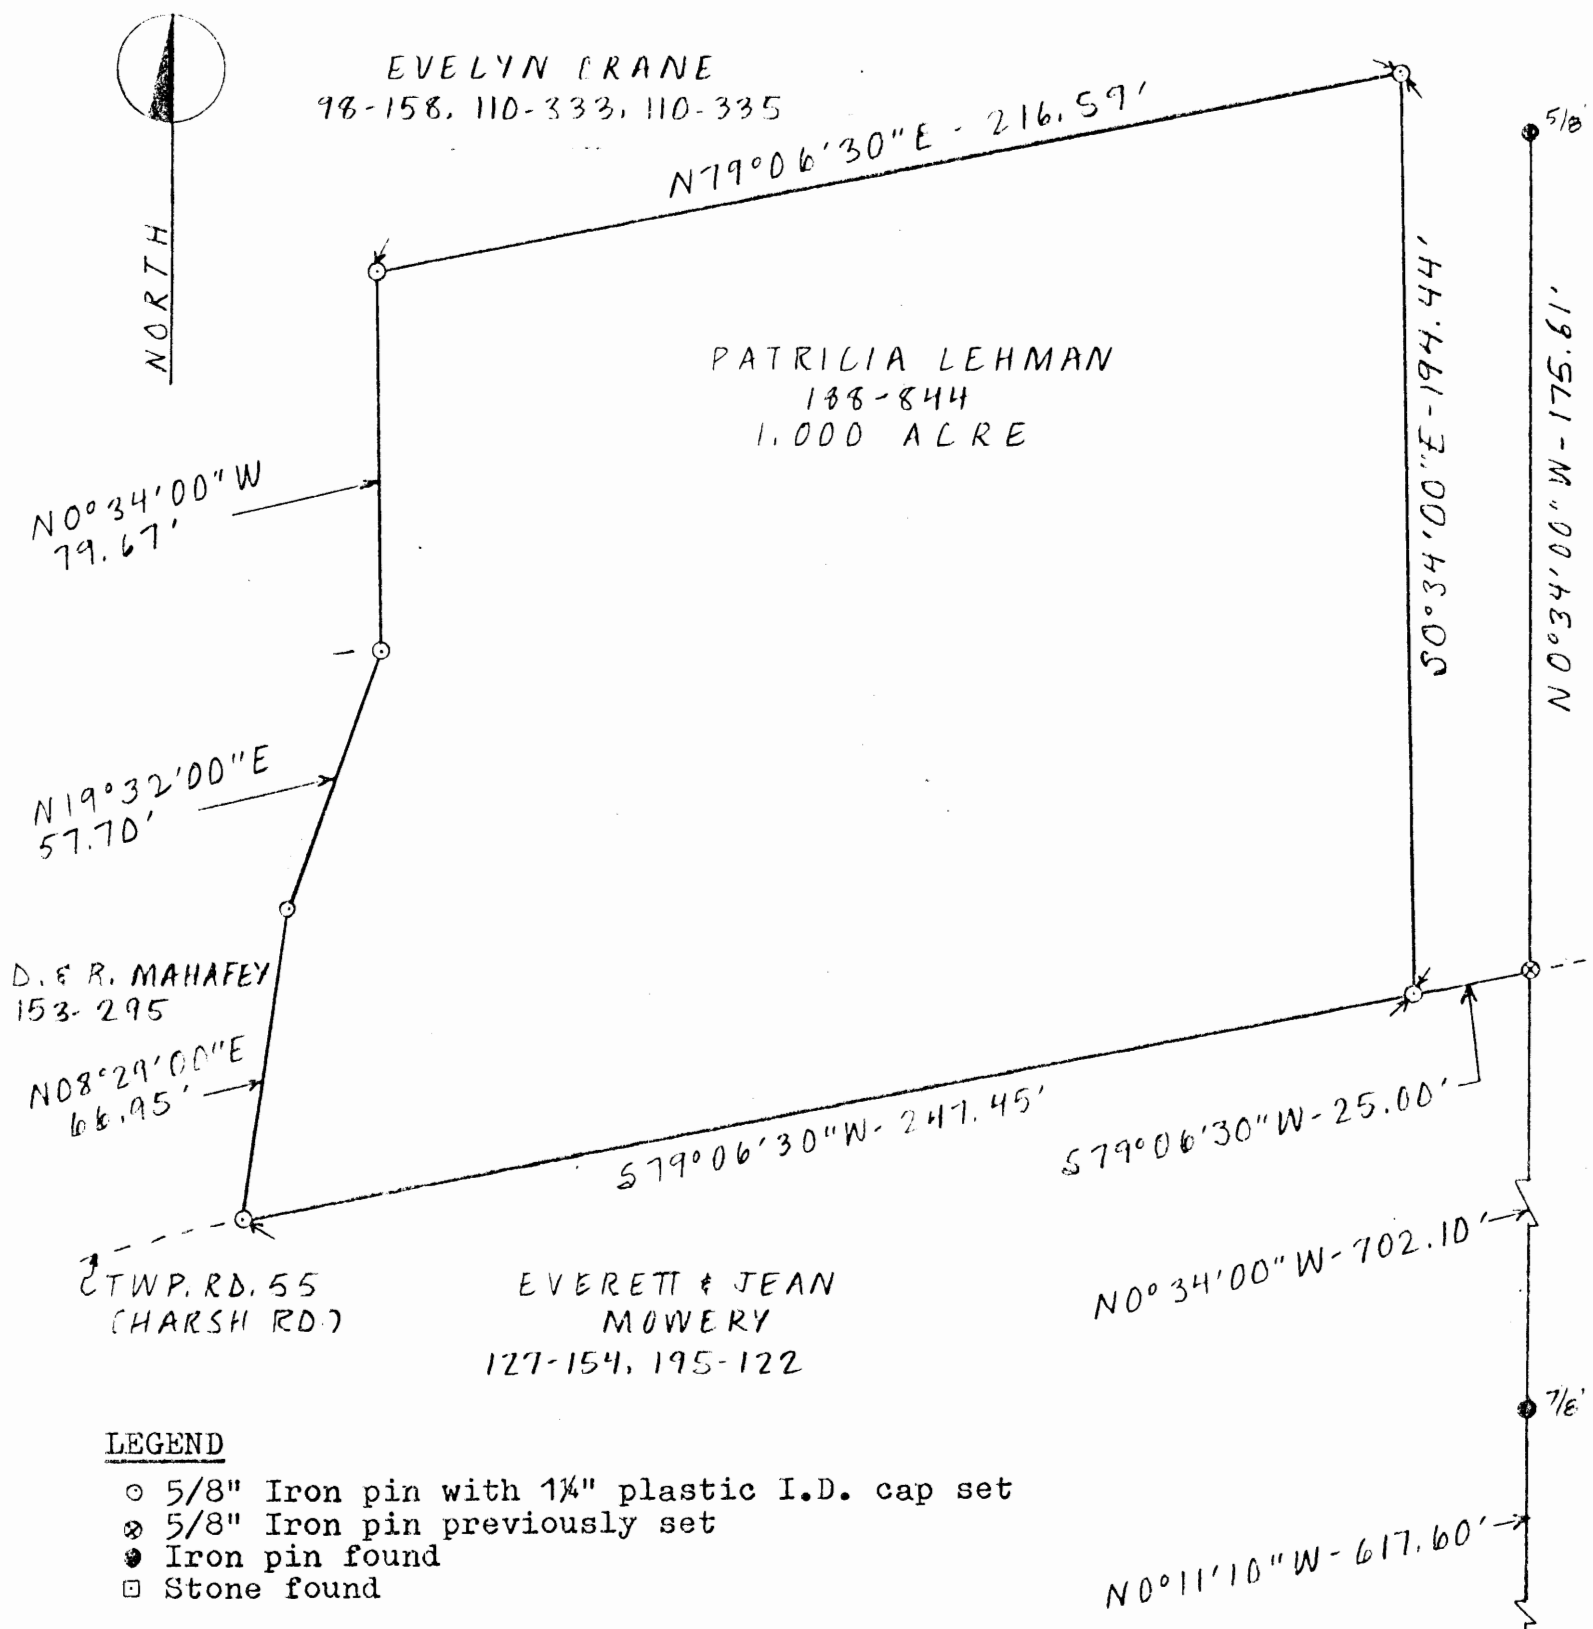 EVELYN CRANE
98-158, 110-333, 110-335
N79°06'30"E - 216.59'
5/8"
NORTH
S0°34'00"E - 194.44'
N0°34'00"W - 175.61'
PATRICIA LEHMAN
188-844
1.000 ACRE
N0°34'00"W
79.67'
N19°32'00"E
57.70'
D. & R. MAHAFEY
153-295
N08°29'00"E
66.95'
S79°06'30"W - 247.45'
S79°06'30"W - 25.00'
N0°34'00"W - 702.10'
TWP. RD. 55
(HARSH RD.)
EVERETT & JEAN
MOWERY
127-154, 195-122
7/8"
N0°11'10"W - 617.60'
LEGEND
5/8" Iron pin with 1¼" plastic I.D. cap set
5/8" Iron pin previously set
Iron pin found
Stone found